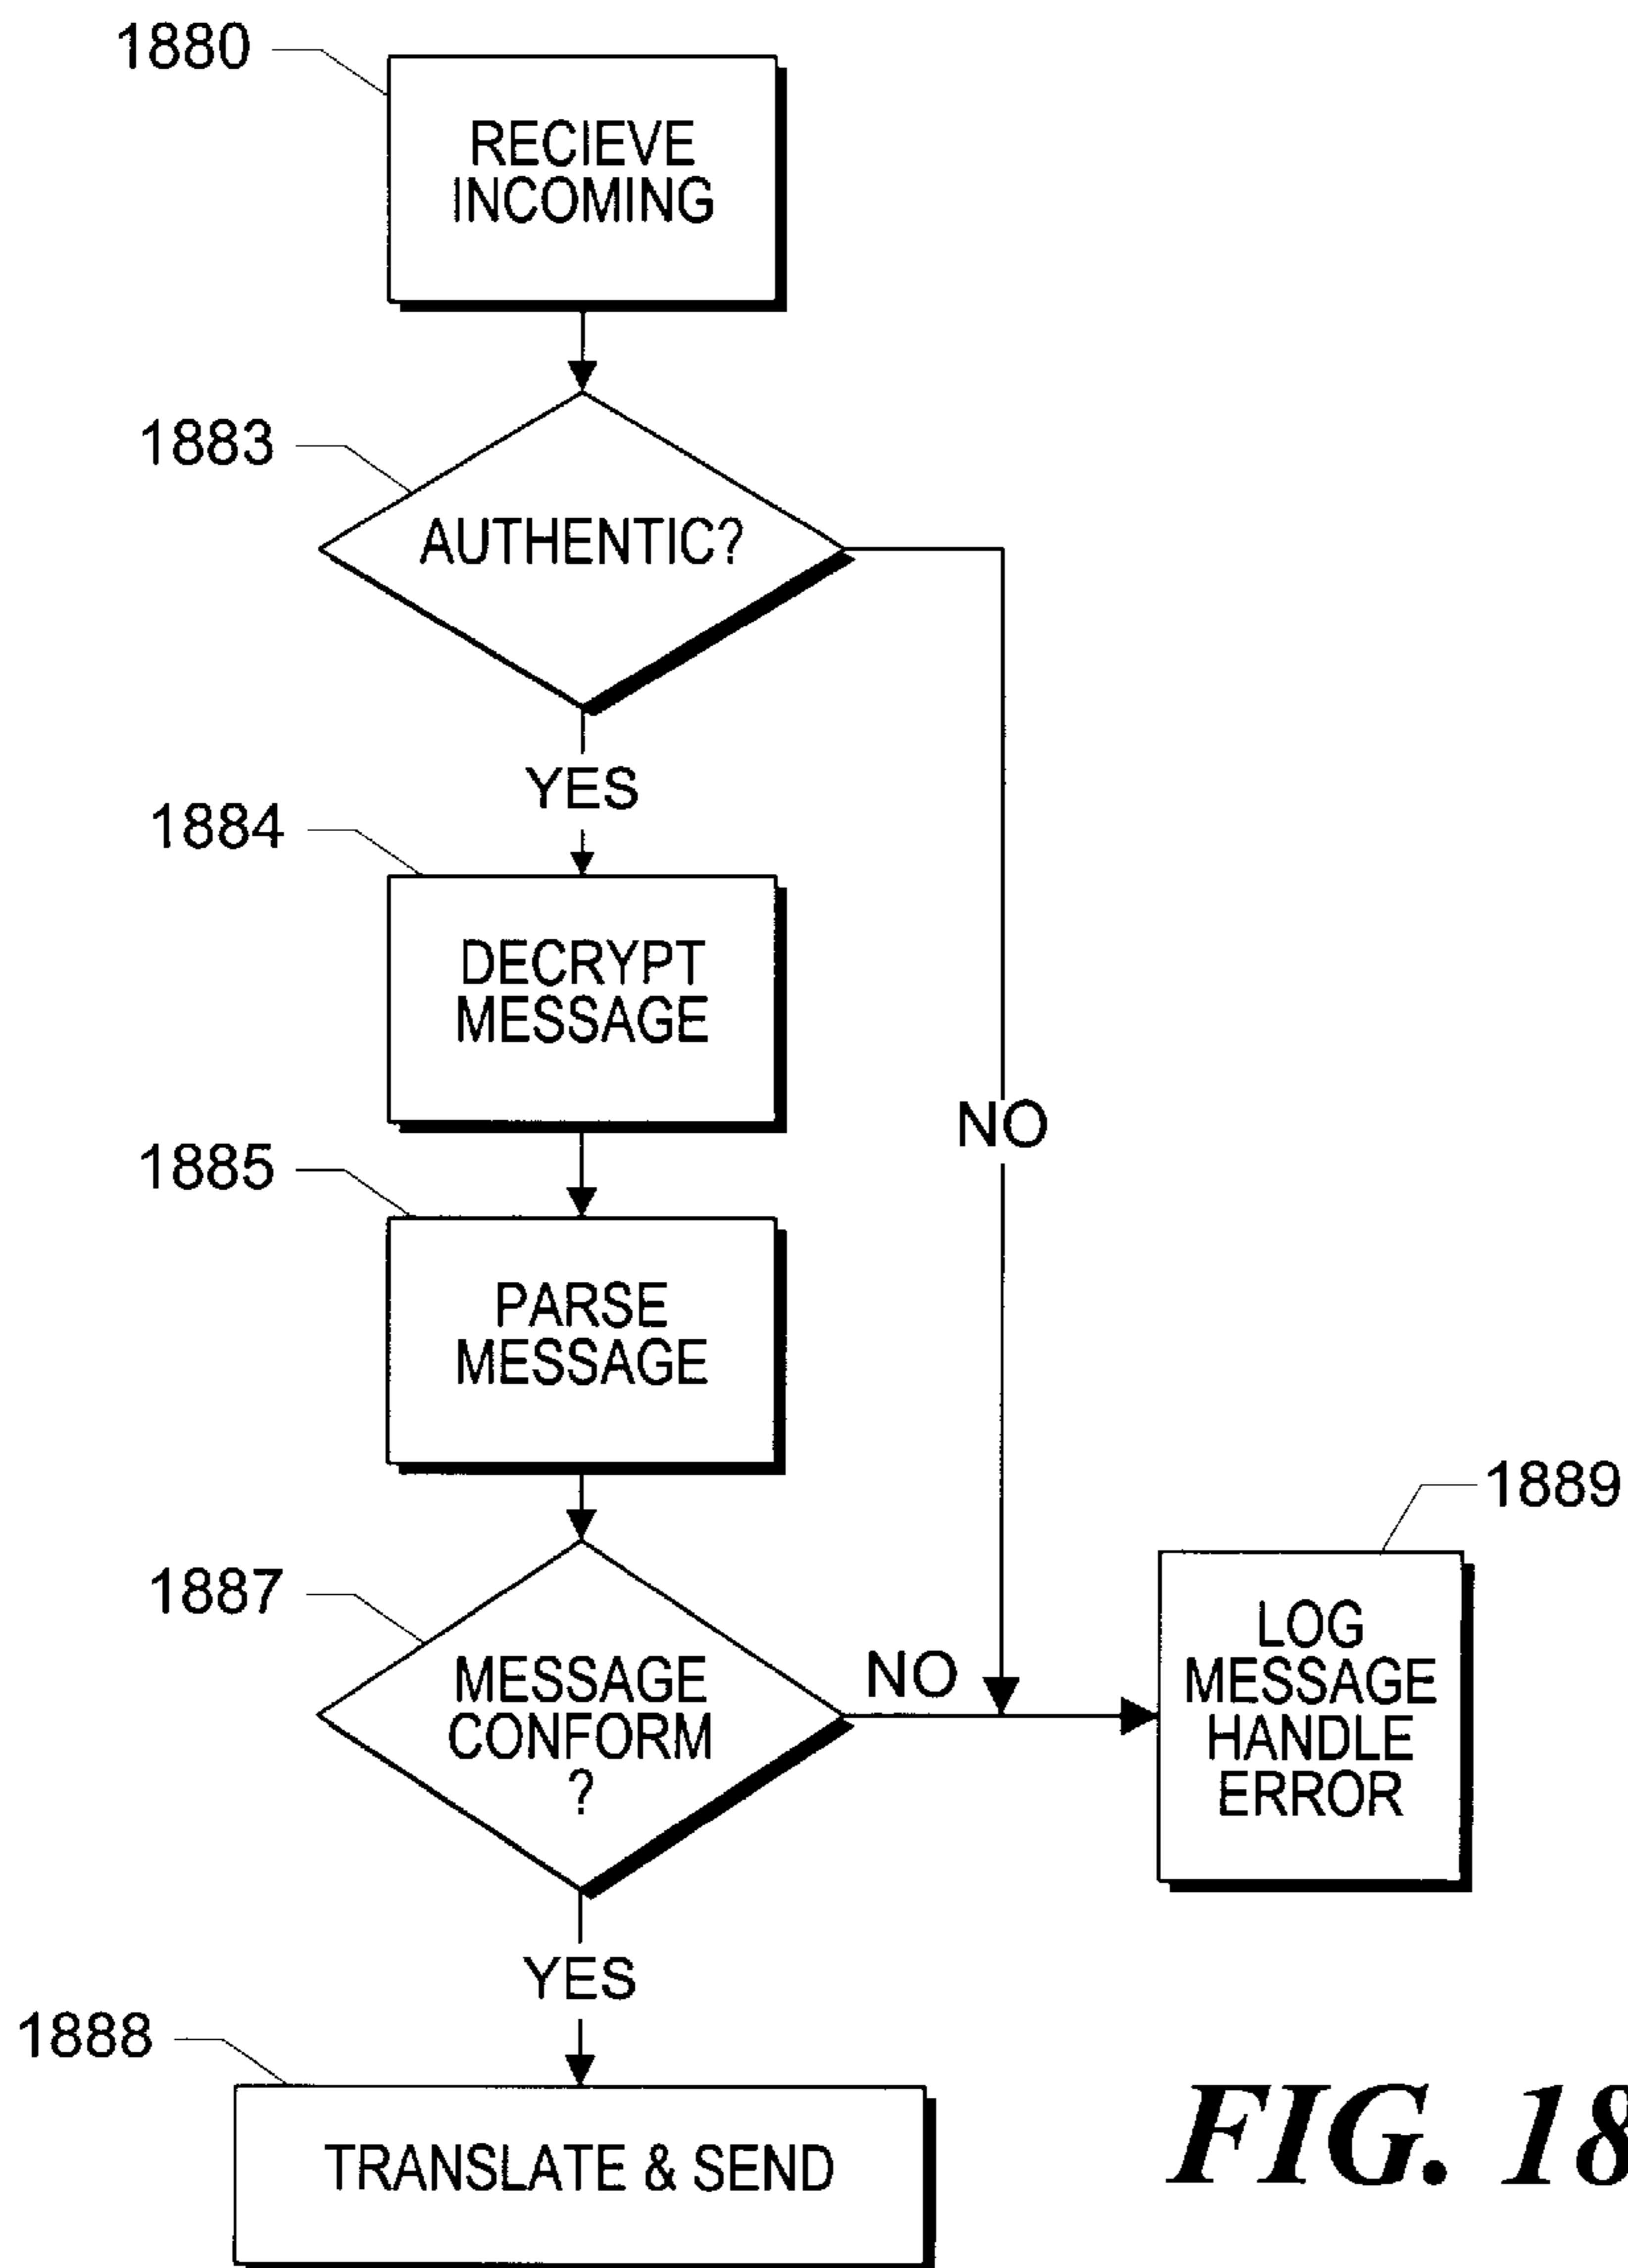 1880
RECIEVE
INCOMING
1883
AUTHENTIC?
YES
1884
DECRYPT
MESSAGE
NO
1885
PARSE
MESSAGE
1889
1887
MESSAGE
CONFORM
?
NO
LOG
MESSAGE
HANDLE
ERROR
YES
1888
TRANSLATE & SEND
FIG. 18